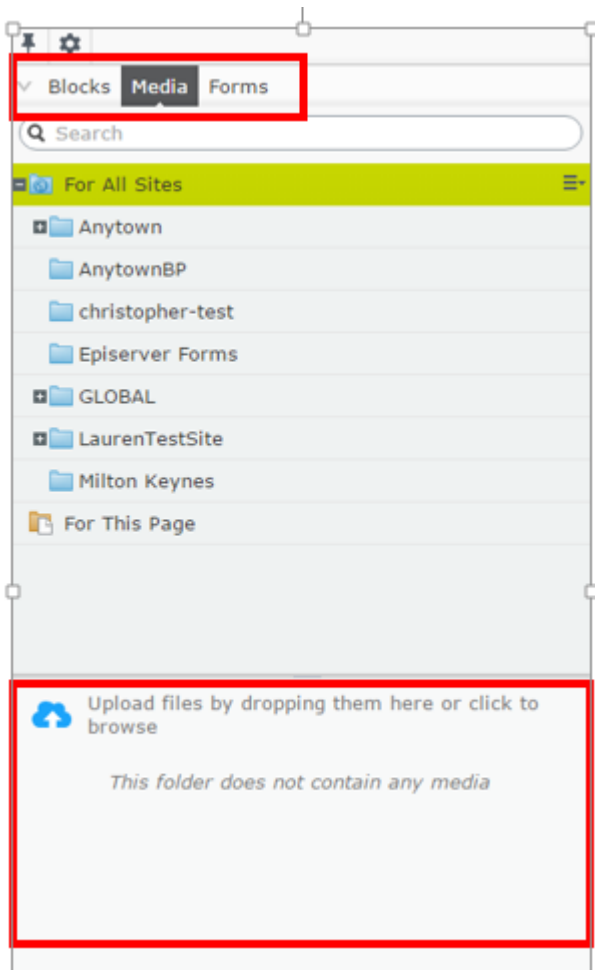 Blocks Media Forms
Search
For All Sites
Anytown
AnytownBP
christopher-test
Episerver Forms
GLOBAL
LaurenTestSite
Milton Keynes
For This Page
Upload files by dropping them here or click to
browse
This folder does not contain any media